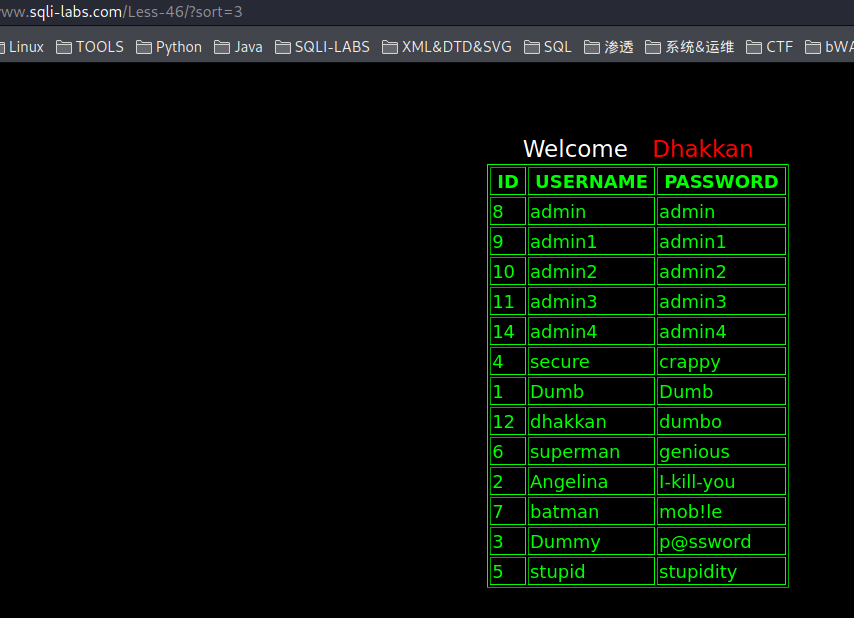 ww.sqli-labs.com/Less-46/?sort=3
Linux TOOLS Python Java SQLI-LABS XML&DTD&SVG SQL 渗透 系统&运维 CTF bWA
Welcome Dhakkan
ID USERNAME PASSWORD
8 admin admin
9 admin1 admin1
10 admin2 admin2
11 admin3 admin3
14 admin4 admin4
4 secure crappy
1 Dumb Dumb
12 dhakkan dumbo
6 superman genious
2 Angelina I-kill-you
7 batman mob!le
3 Dummy p@ssword
5 stupid stupidity